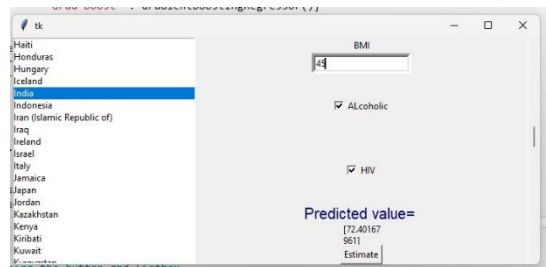 tk
Haiti
Honduras
Hungary
Iceland
India
Indonesia
Iran (Islamic Republic of)
Iraq
Ireland
Israel
Italy
Jamaica
Japan
Jordan
Kazakhstan
Kenya
Kiribati
Kuwait
BMI
45
ALcoholic
HIV
Predicted value=
[72.40167
961]
Estimate